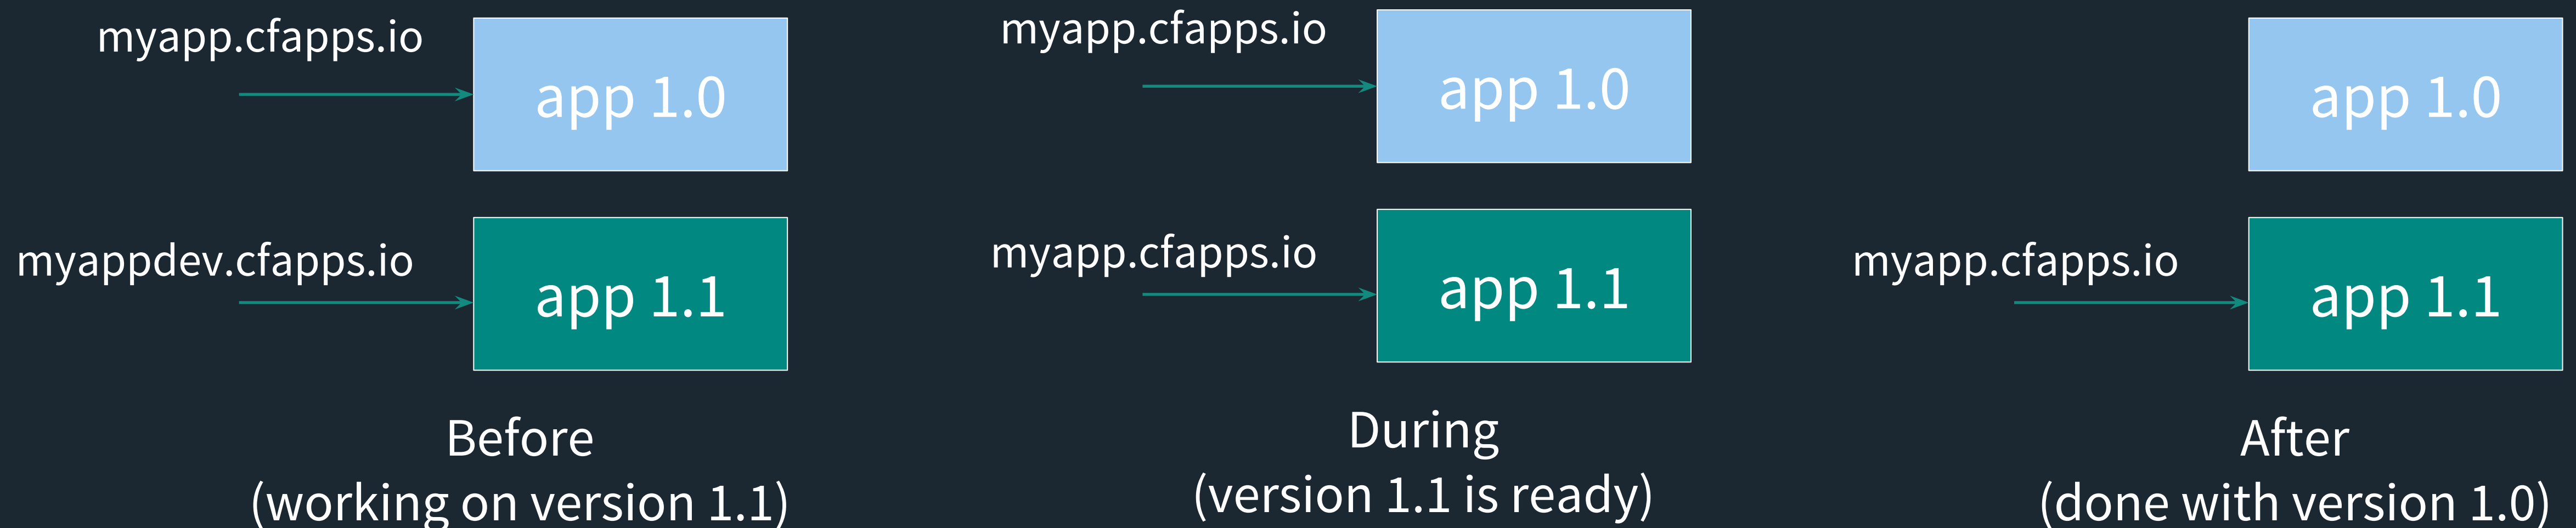 myapp.cfapps.io
app 1.0
myappdev.cfapps.io
app 1.1
Before
(working on version 1.1)
myapp.cfapps.io
app 1.0
myapp.cfapps.io
app 1.1
During
(version 1.1 is ready)
app 1.0
myapp.cfapps.io
app 1.1
After
(done with version 1.0)